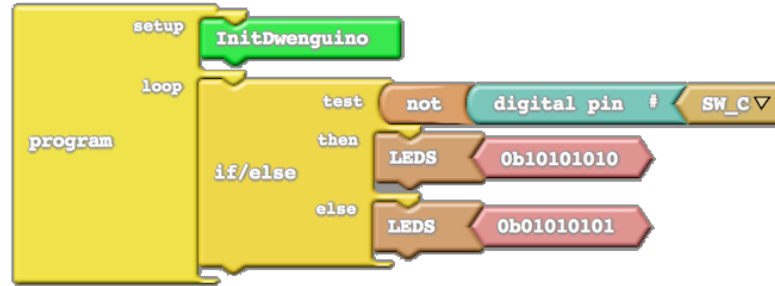 setup InitDwenguino
loop
test not digital pin # SW_C
program
then LEDS 0b10101010
if/else
else LEDS 0b01010101